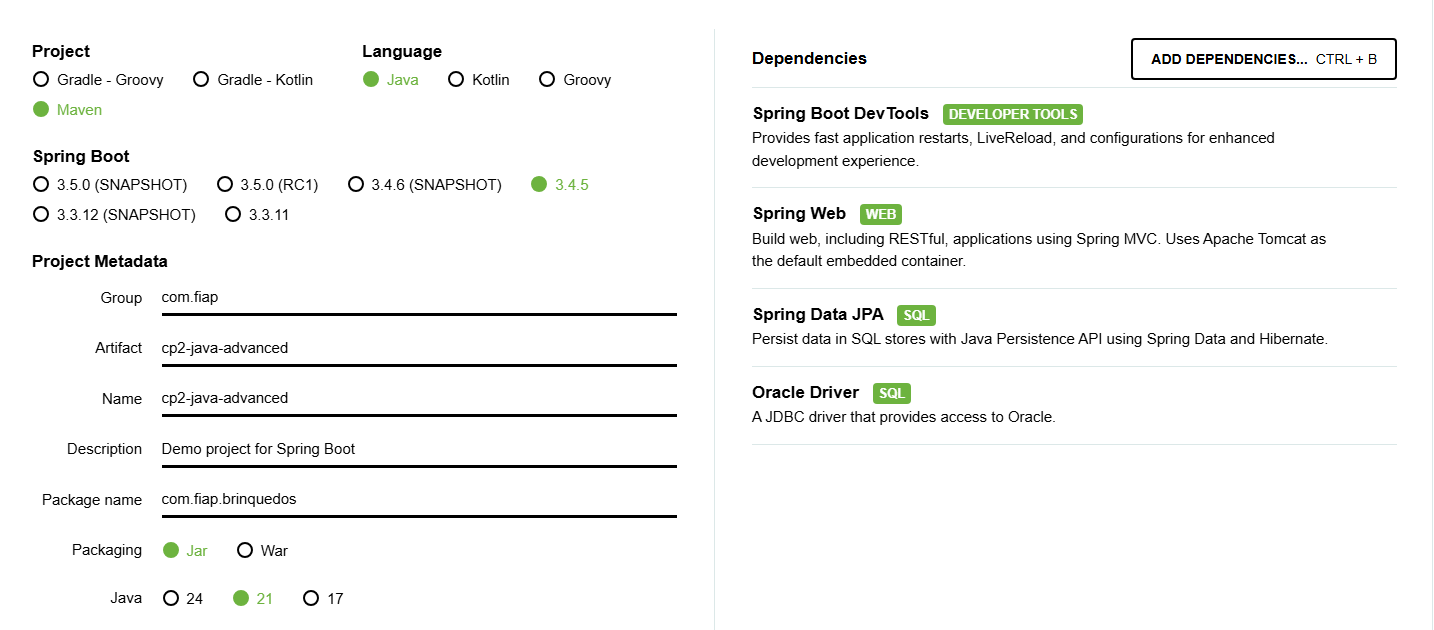 Project
Gradle - Groovy
Gradle - Kotlin
Maven
Language
Java
Kotlin
Groovy
Spring Boot
3.5.0 (SNAPSHOT)
3.5.0 (RC1)
3.4.6 (SNAPSHOT)
3.4.5
3.3.12 (SNAPSHOT)
3.3.11
Project Metadata
Group com.fiap
Artifact cp2-java-advanced
Name cp2-java-advanced
Description Demo project for Spring Boot
Package name com.fiap.brinquedos
Packaging Jar War
Java 24 21 17
Dependencies
ADD DEPENDENCIES... CTRL + B
Spring Boot DevTools DEVELOPER TOOLS
Provides fast application restarts, LiveReload, and configurations for enhanced
development experience.
Spring Web WEB
Build web, including RESTful, applications using Spring MVC. Uses Apache Tomcat as
the default embedded container.
Spring Data JPA SQL
Persist data in SQL stores with Java Persistence API using Spring Data and Hibernate.
Oracle Driver SQL
A JDBC driver that provides access to Oracle.